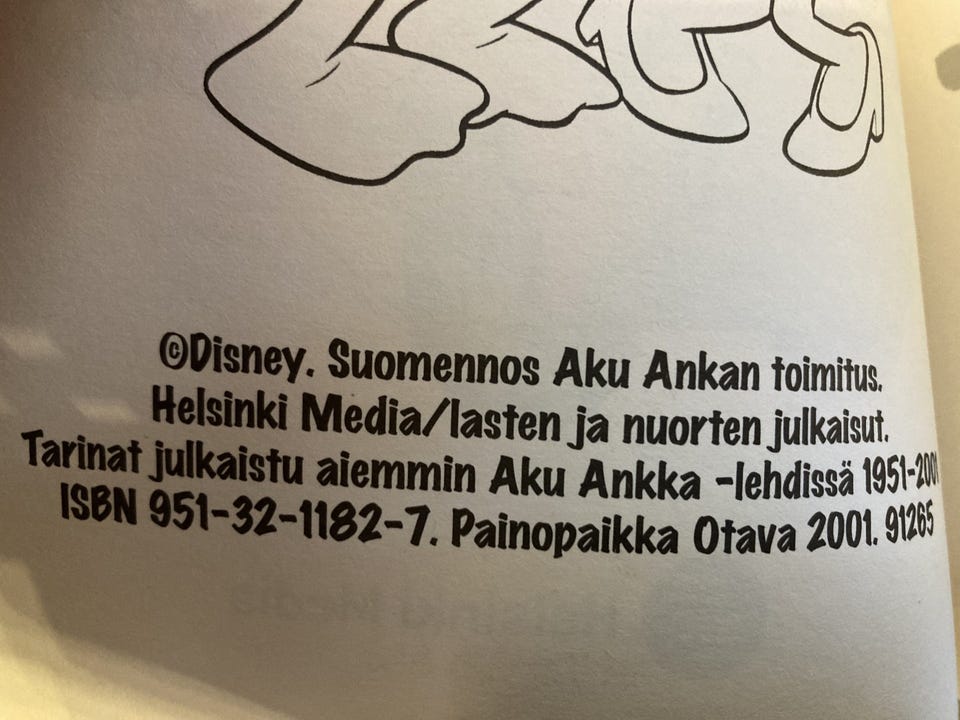 ©Disney. Suomennos Aku Ankan toimitus.
Helsinki Media/lasten ja nuorten julkaisut.
Tarinat julkaistu aiemmin Aku Ankka -lehdissä 1951-2001
ISBN 951-32-1182-7. Painopaikka Otava 2001. 91265